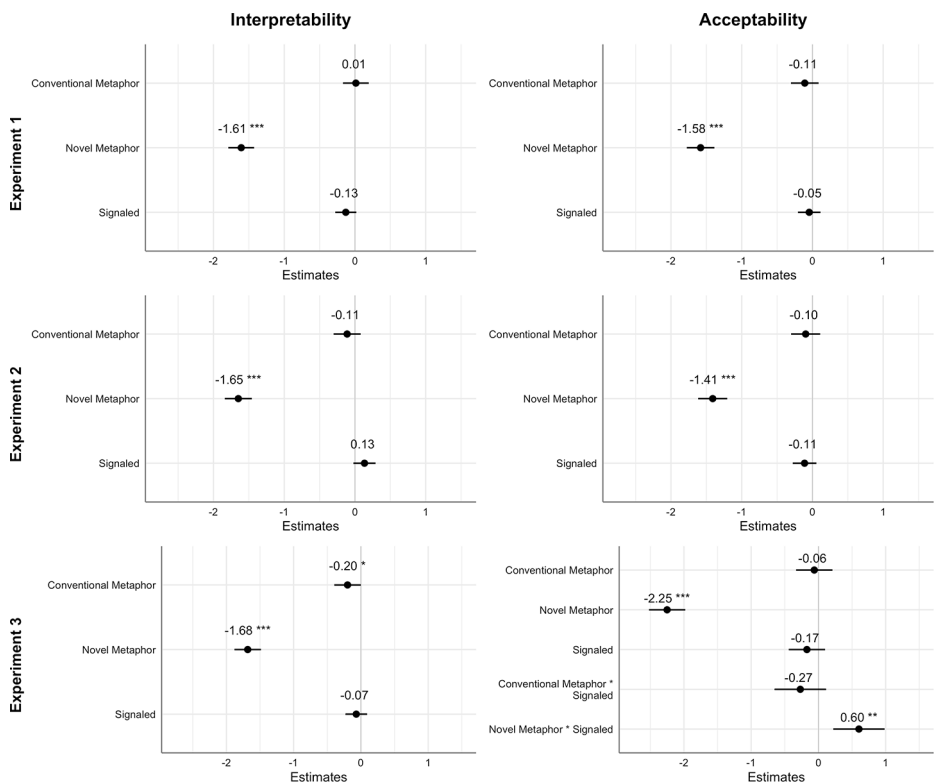 Interpretability
Acceptability
Experiment 1
Conventional Metaphor
0.01
Novel Metaphor
-1.61 ***
Signaled
-0.13
-2 -1 0 1
Estimates
Conventional Metaphor
-0.11
Novel Metaphor
-1.58 ***
Signaled
-0.05
-2 -1 0 1
Estimates
Experiment 2
Conventional Metaphor
-0.11
Novel Metaphor
-1.65 ***
Signaled
0.13
-2 -1 0 1
Estimates
Conventional Metaphor
-0.10
Novel Metaphor
-1.41 ***
Signaled
-0.11
-2 -1 0 1
Estimates
Experiment 3
Conventional Metaphor
-0.20 *
Novel Metaphor
-1.68 ***
Signaled
-0.07
-2 -1 0 1
Estimates
Conventional Metaphor
-0.06
Novel Metaphor
-2.25 ***
Signaled
-0.17
Conventional Metaphor *
Signaled
-0.27
Novel Metaphor * Signaled
0.60 **
-2 -1 0 1
Estimates